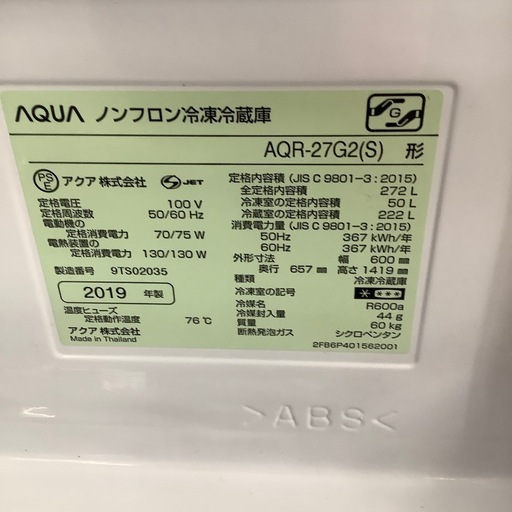 AQUA ノンフロン冷凍冷蔵庫
G
AQR-27G2(S) 形
PS E アクア株式会社 S JET
定格電圧 100 V
定格周波数 50/60 Hz
電動機の
定格消費電力 70/75 W
電熱装置の
定格消費電力 130/130 W
製造番号 9TS02035
2019 年製
温度ヒューズ
定格動作温度 76℃
アクア株式会社
Made in Thailand
定格内容積 (JIS C 9801-3 : 2015)
全定格内容積 272 L
冷凍室の定格内容積 50 L
冷蔵室の定格内容積 222 L
消費電力量 (JIS C 9801-3 : 2015)
50Hz 367 kWh/年
60Hz 367 kWh/年
外形寸法 幅 600 mm
奥行 657 mm 高さ 1419 mm
種類 冷凍冷蔵庫
冷凍室の記号
冷媒名 R600a
冷媒封入量 44 g
質量 60 kg
断熱発泡ガス シクロペンタン
2FB6P401562001
>ABS<